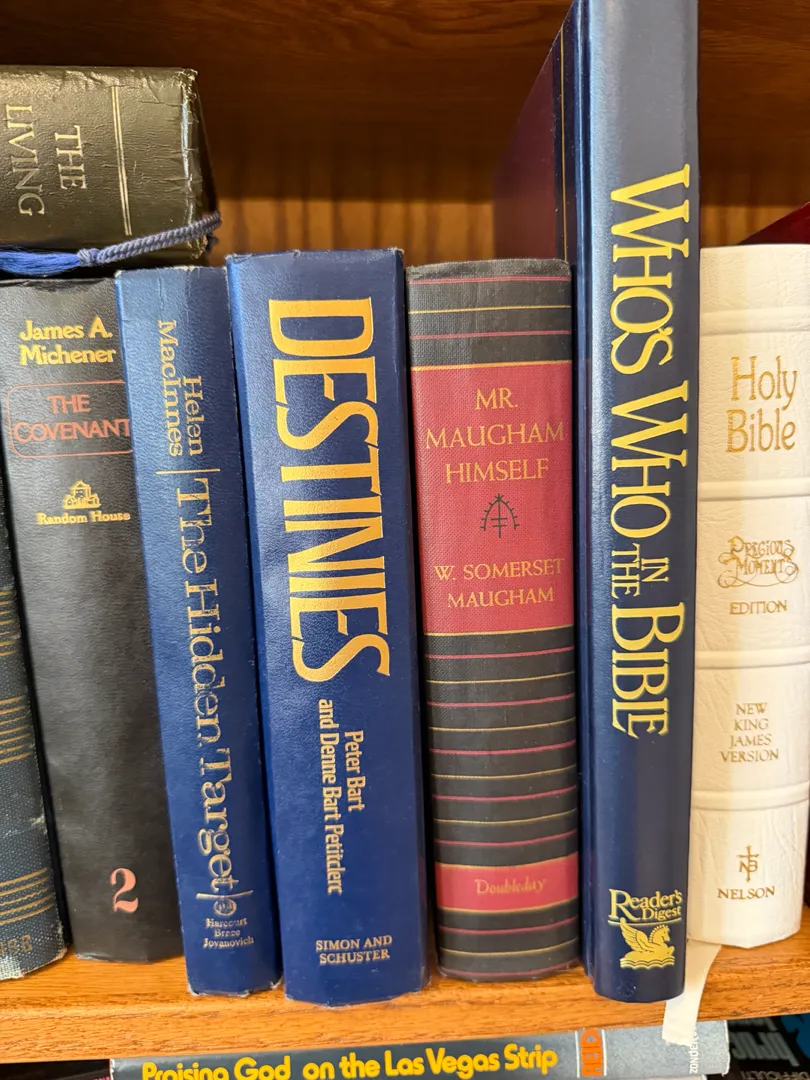 THE
LIVING
James A.
Michener
THE
COVENANT
Random House
2
Helen
MacInnes
The Hidden Target
Harcourt
Brace
Jovanovich
DESTINIES
Peter Bart
and Denne Bart Petitclerc
SIMON AND
SCHUSTER
MR.
MAUGHAM
HIMSELF
W. SOMERSET
MAUGHAM
Doubleday
WHO'S WHO IN THE BIBLE
Reader's
Digest
Holy
Bible
PRECIOUS
MOMENTS
EDITION
NEW
KING
JAMES
VERSION
NB
NELSON
Praising God on the Las Vegas Strip